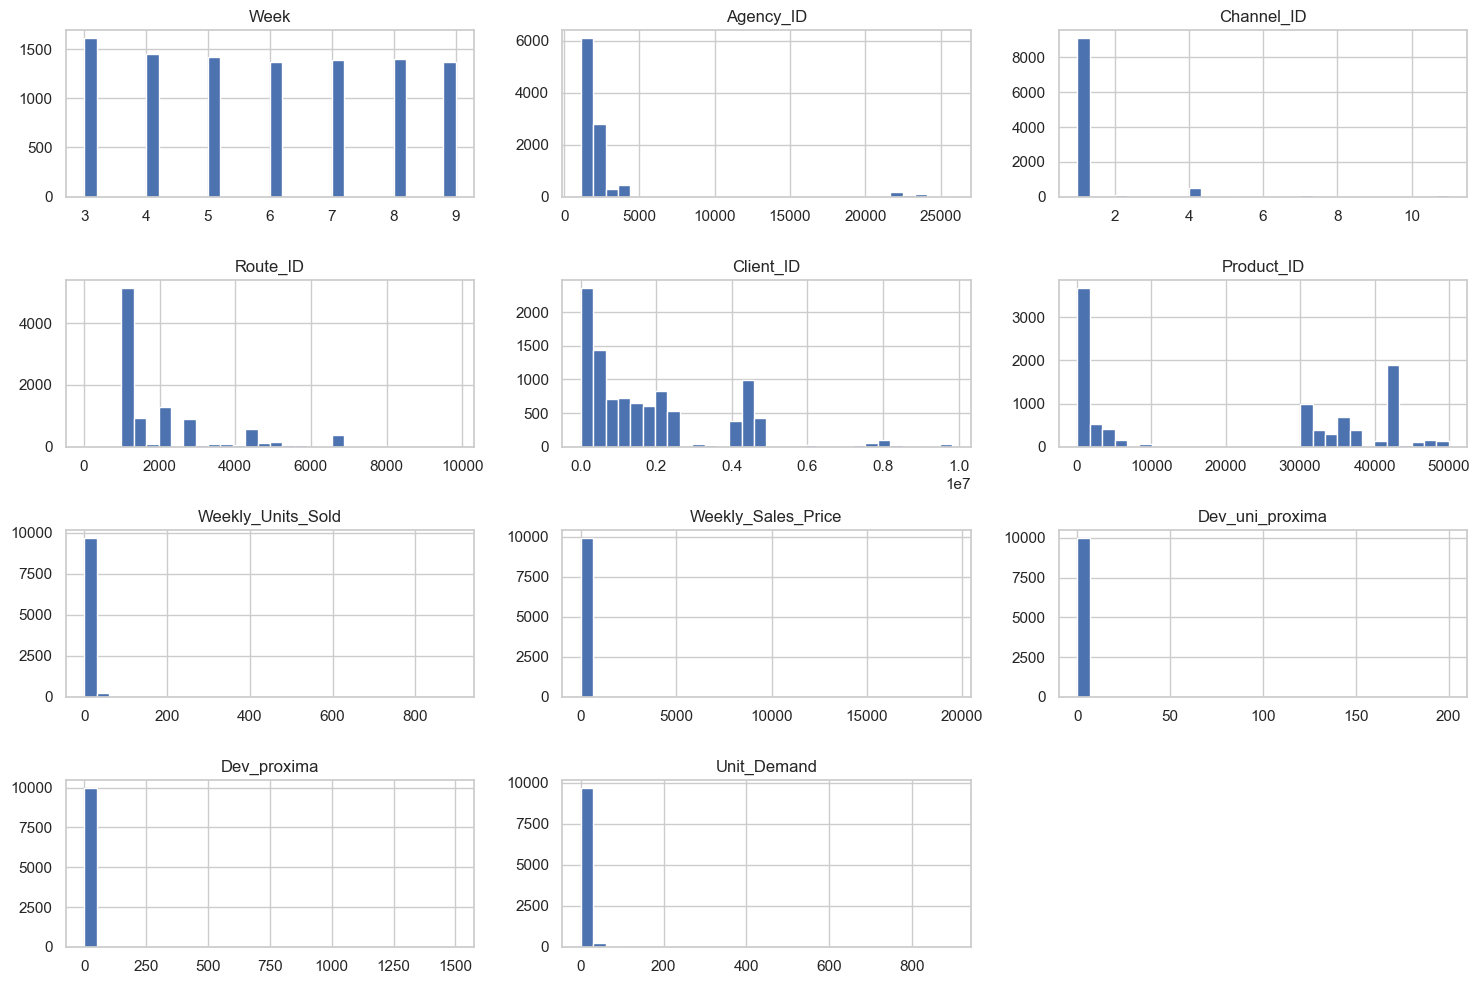 Week
1500
1000
500
0
3 4 5 6 7 8 9
Agency_ID
6000
4000
2000
0
0 5000 10000 15000 20000 25000
Channel_ID
8000
6000
4000
2000
0
2 4 6 8 10
Route_ID
4000
2000
0
0 2000 4000 6000 8000 10000
Client_ID
2000
1500
1000
500
0
0.0 0.2 0.4 0.6 0.8 1.0
1e7
Product_ID
3000
2000
1000
0
0 10000 20000 30000 40000 50000
Weekly_Units_Sold
10000
7500
5000
2500
0
0 200 400 600 800
Weekly_Sales_Price
10000
7500
5000
2500
0
0 5000 10000 15000 20000
Dev_uni_proxima
10000
7500
5000
2500
0
0 50 100 150 200
Dev_proxima
10000
7500
5000
2500
0
0 250 500 750 1000 1250 1500
Unit_Demand
10000
7500
5000
2500
0
0 200 400 600 800